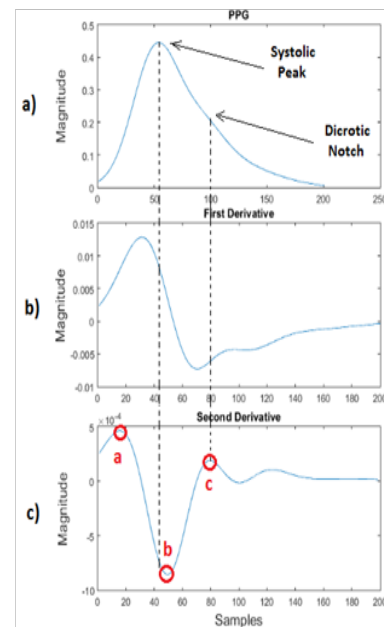 PPG
Systolic
Peak
Dicrotic
Notch
a)
Magnitude
0.5
0.4
0.3
0.2
0.1
0
0 50 100 150 200 250
First Derivative
b)
Magnitude
0.015
0.01
0.005
0
-0.005
-0.01
0 20 40 60 80 100 120 140 160 180 200
Second Derivative
×10⁻⁴
c)
Magnitude
5
0
-5
-10
a
b
c
0 20 40 60 80 100 120 140 160 180 200
Samples